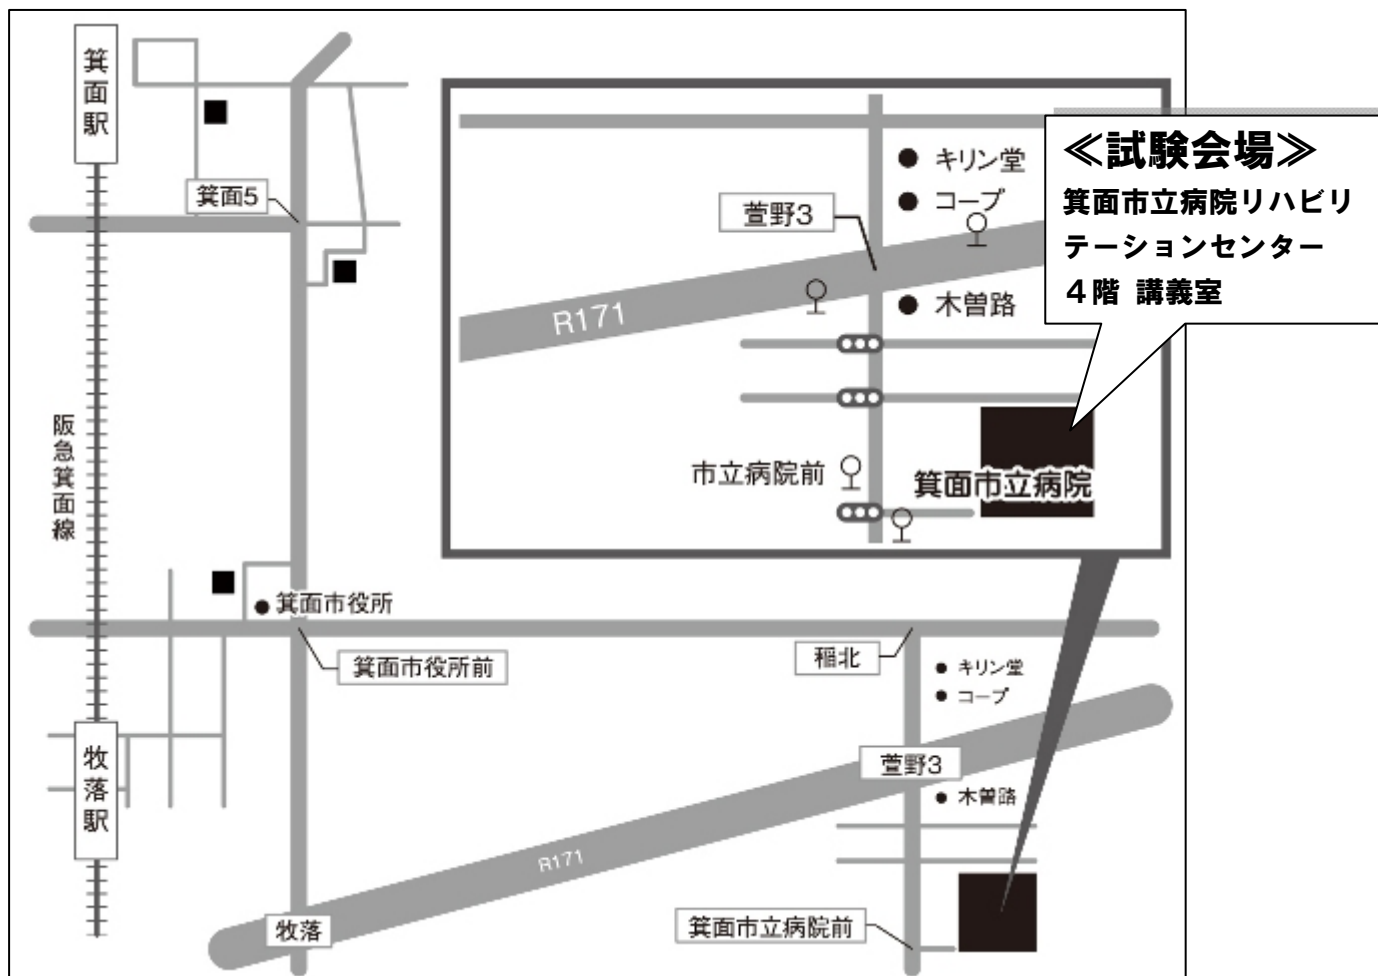 箕面駅
箕面5
阪急箕面線
キリン堂
コープ
萱野3
R171
木曽路
市立病院前
箕面市立病院
≪試験会場≫
箕面市立病院リハビリ
テーションセンター
４階 講義室
箕面市役所
箕面市役所前
稲北
キリン堂
コープ
萱野3
木曽路
牧落駅
R171
牧落
箕面市立病院前